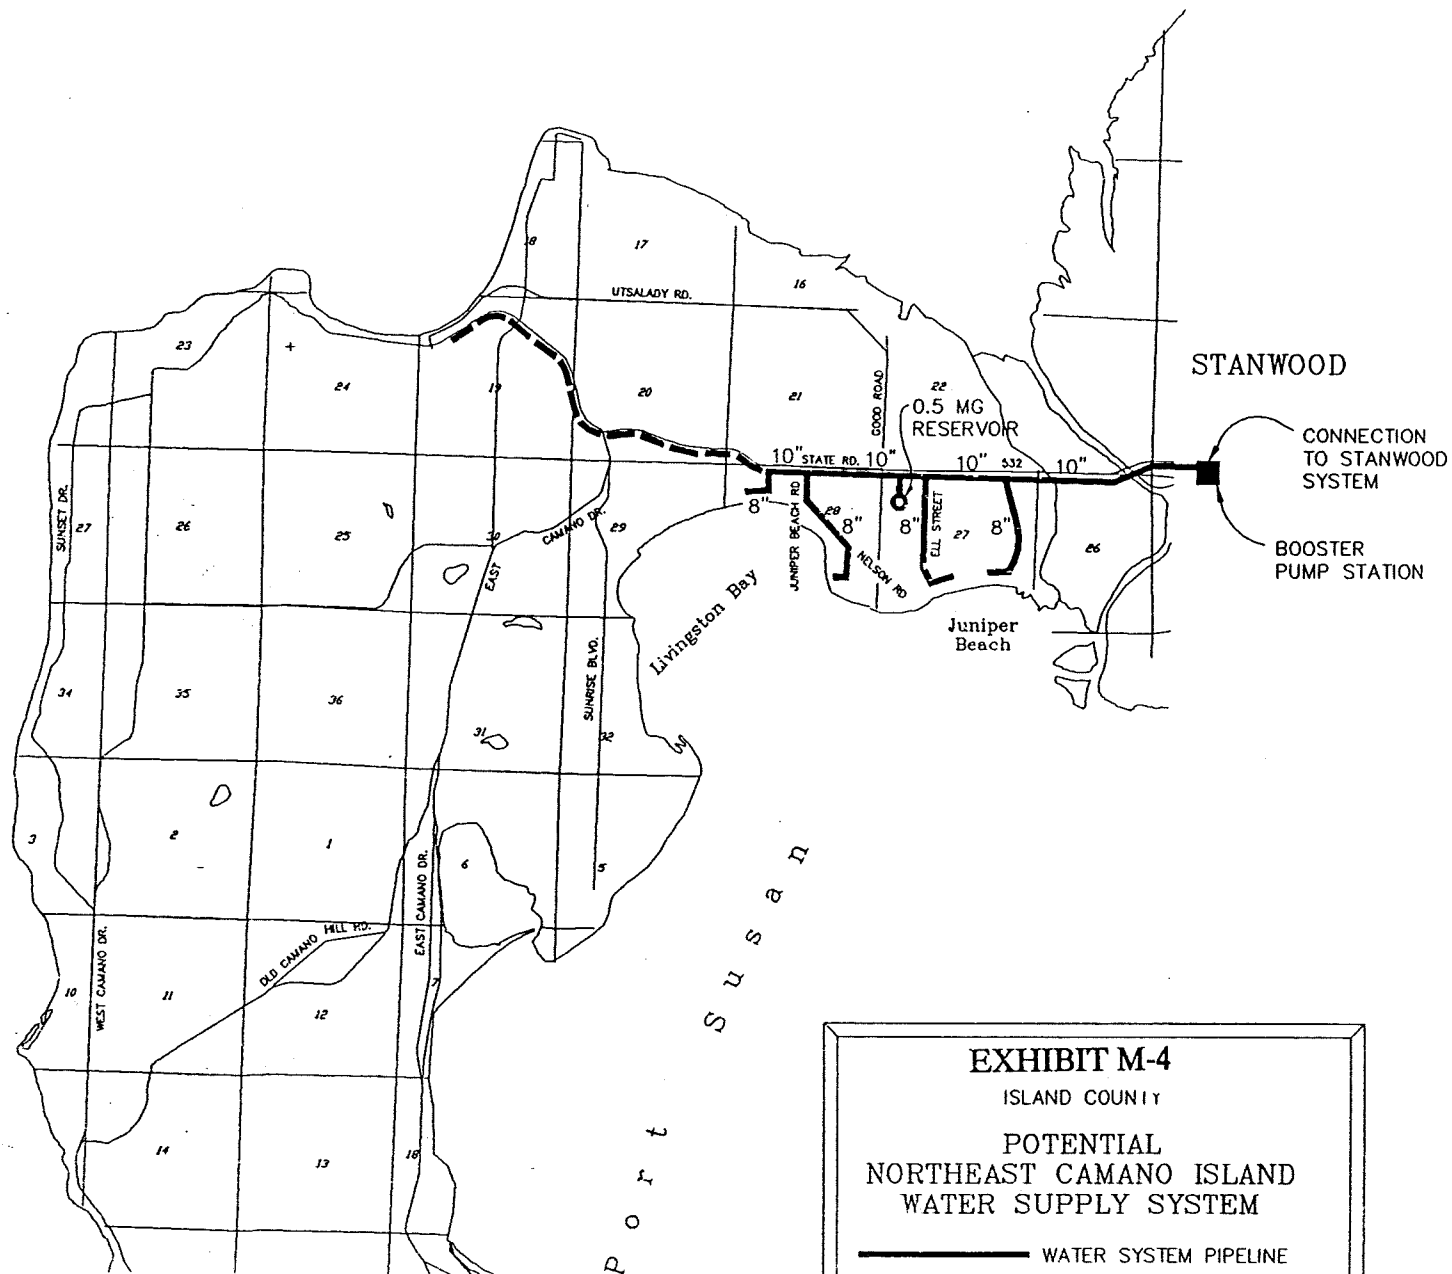 18
17
16
UTSALADY RD.
23
24
19
20
21
22
STANWOOD
GOOD ROAD
0.5 MG
RESERVOIR
CONNECTION
TO STANWOOD
SYSTEM
10"
STATE RD.
10"
10"
532
10"
8"
JUNIPER BEACH RD
28
8"
8"
ELL STREET
27
8"
26
BOOSTER
PUMP STATION
SUNSET DR.
27
26
25
30
CAMANO DR.
29
EAST
NELSON RD
Livingston Bay
Juniper
Beach
34
35
36
31
SUNRISE BLVD.
32
3
2
1
EAST CAMANO DR.
6
5
Port Susan
WEST CAMANO DR.
OLD CAMANO HILL RD.
10
11
12
7
14
13
18
EXHIBIT M-4
ISLAND COUNTY
POTENTIAL
NORTHEAST CAMANO ISLAND
WATER SUPPLY SYSTEM
WATER SYSTEM PIPELINE